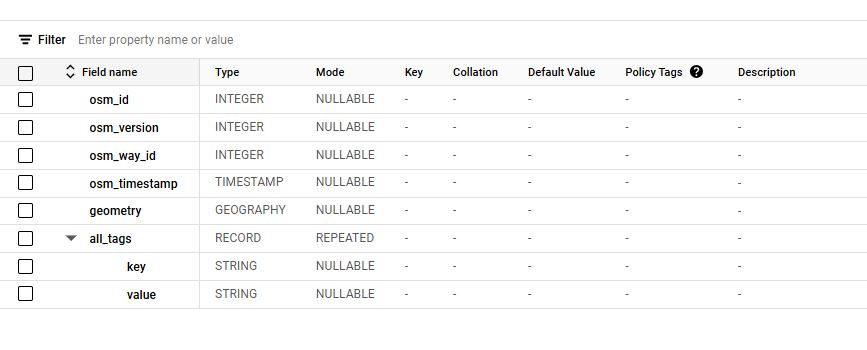 Filter Enter property name or value
Field name Type Mode Key Collation Default Value Policy Tags ? Description
osm_id INTEGER NULLABLE - - - - -
osm_version INTEGER NULLABLE - - - - -
osm_way_id INTEGER NULLABLE - - - - -
osm_timestamp TIMESTAMP NULLABLE - - - - -
geometry GEOGRAPHY NULLABLE - - - - -
all_tags RECORD REPEATED - - - - -
key STRING NULLABLE - - - - -
value STRING NULLABLE - - - - -